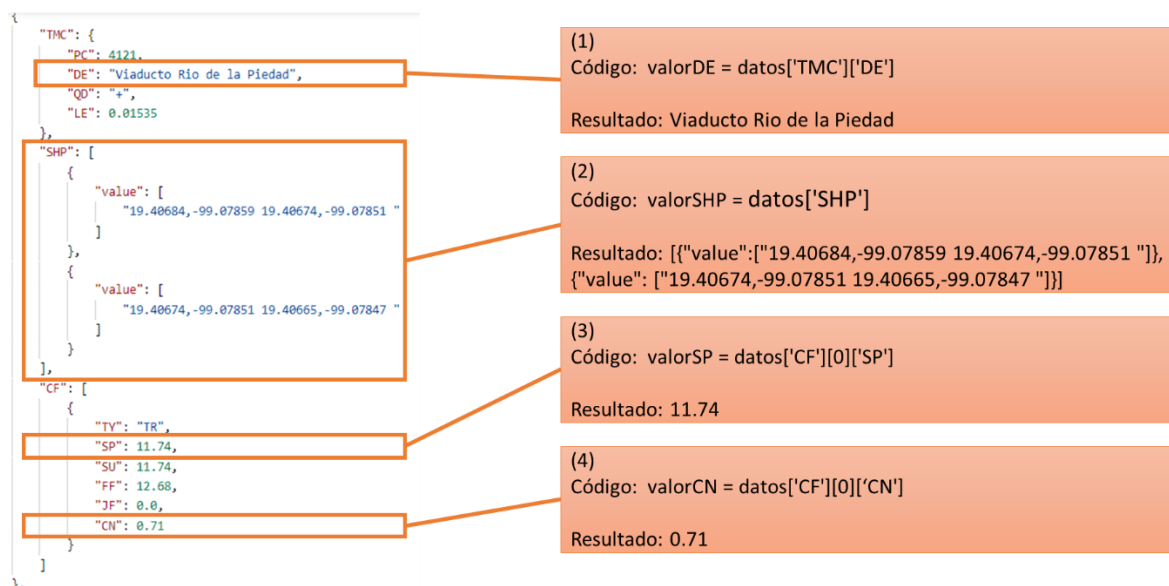 {
"TMC": {
"PC": 4121,
"DE": "Viaducto Rio de la Piedad",
"QD": "+",
"LE": 0.01535
},
"SHP": [
{
"value": [
"19.40684,-99.07859 19.40674,-99.07851 "
]
},
{
"value": [
"19.40674,-99.07851 19.40665,-99.07847 "
]
}
],
"CF": [
{
"TY": "TR",
"SP": 11.74,
"SU": 11.74,
"FF": 12.68,
"JF": 0.0,
"CN": 0.71
}
]
},
(1)
Código: valorDE = datos['TMC']['DE']
Resultado: Viaducto Rio de la Piedad
(2)
Código: valorSHP = datos['SHP']
Resultado: [{"value":["19.40684,-99.07859 19.40674,-99.07851 "]},
{"value": ["19.40674,-99.07851 19.40665,-99.07847 "]}]
(3)
Código: valorSP = datos['CF'][0]['SP']
Resultado: 11.74
(4)
Código: valorCN = datos['CF'][0][‘CN']
Resultado: 0.71